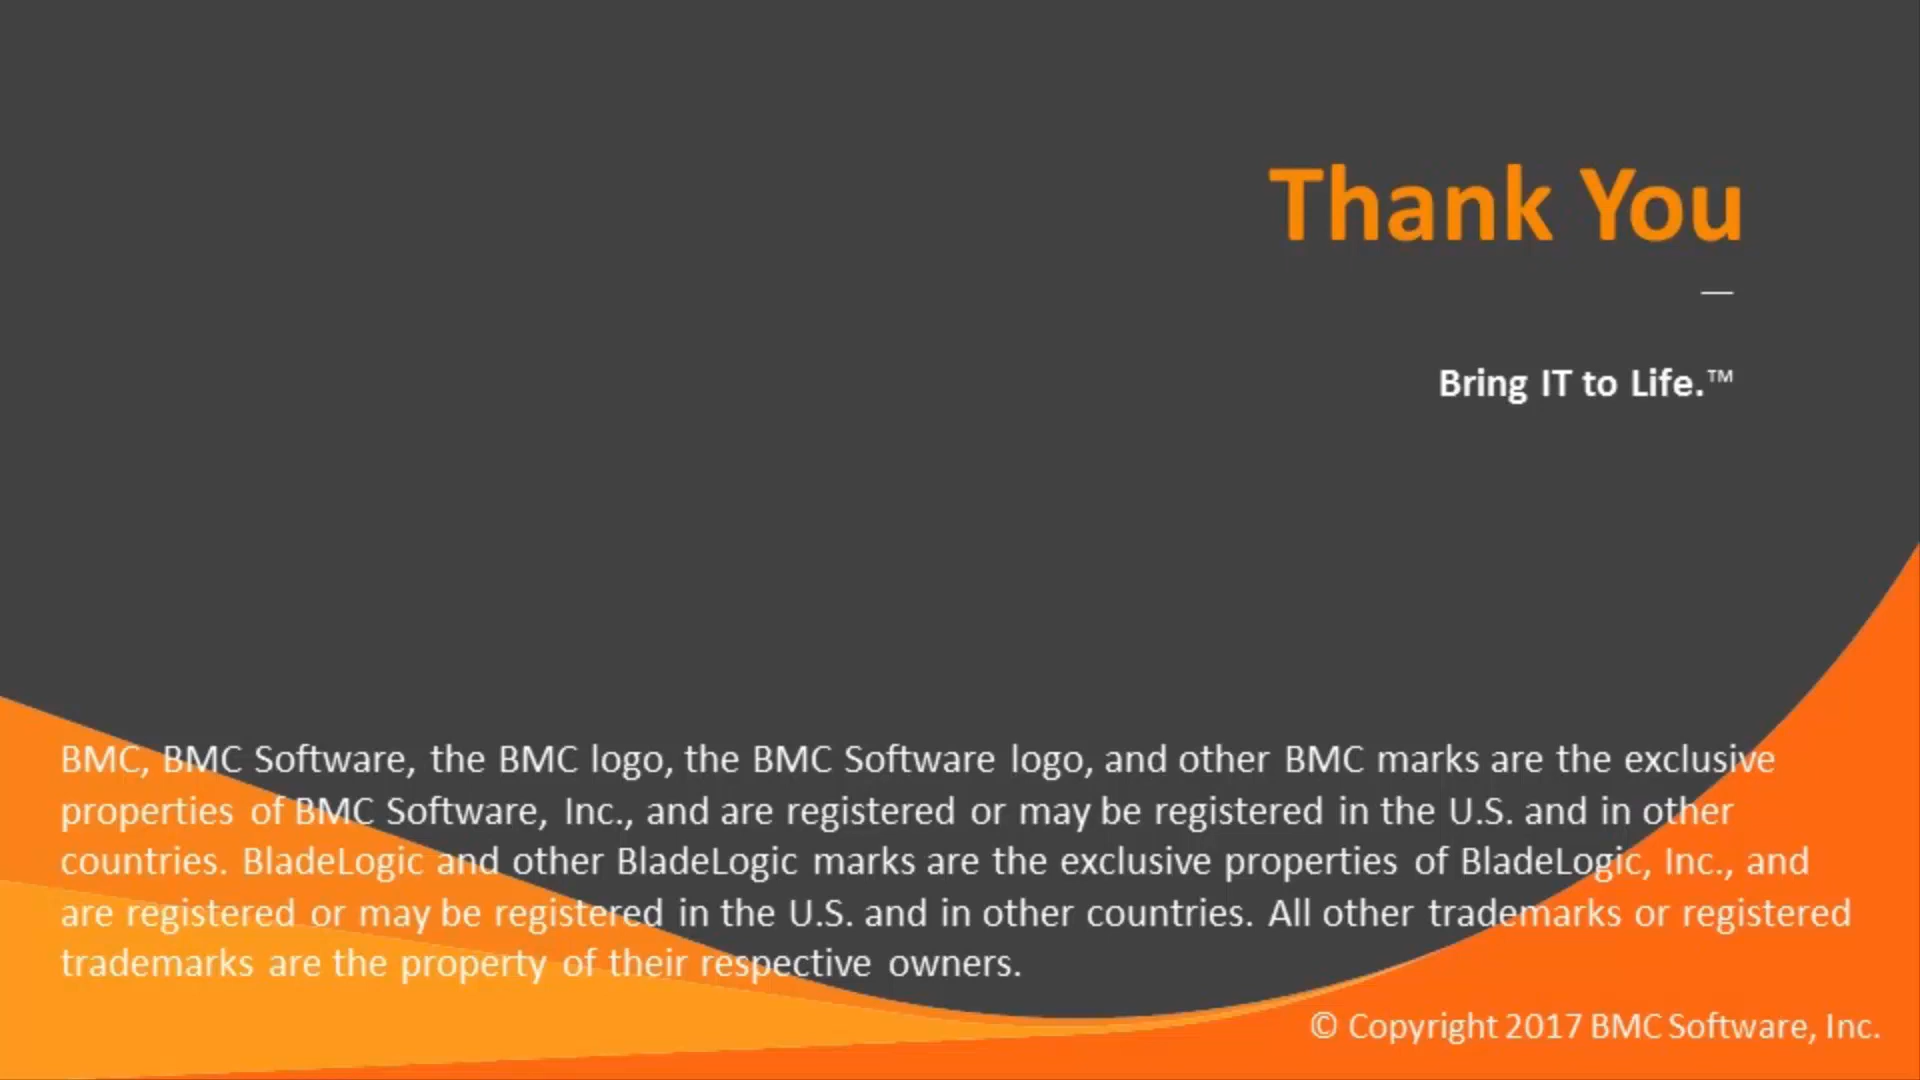 Thank You
—
Bring IT to Life.™
BMC, BMC Software, the BMC logo, the BMC Software logo, and other BMC marks are the exclusive
properties of BMC Software, Inc., and are registered or may be registered in the U.S. and in other
countries. BladeLogic and other BladeLogic marks are the exclusive properties of BladeLogic, Inc., and
are registered or may be registered in the U.S. and in other countries. All other trademarks or registered
trademarks are the property of their respective owners.
© Copyright 2017 BMC Software, Inc.